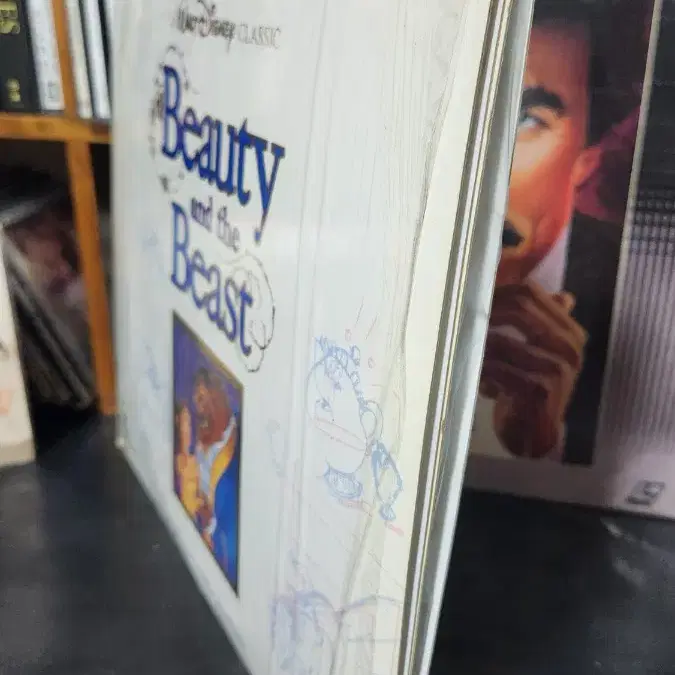 WALT DISNEY CLASSIC
Beauty
and the
Beast